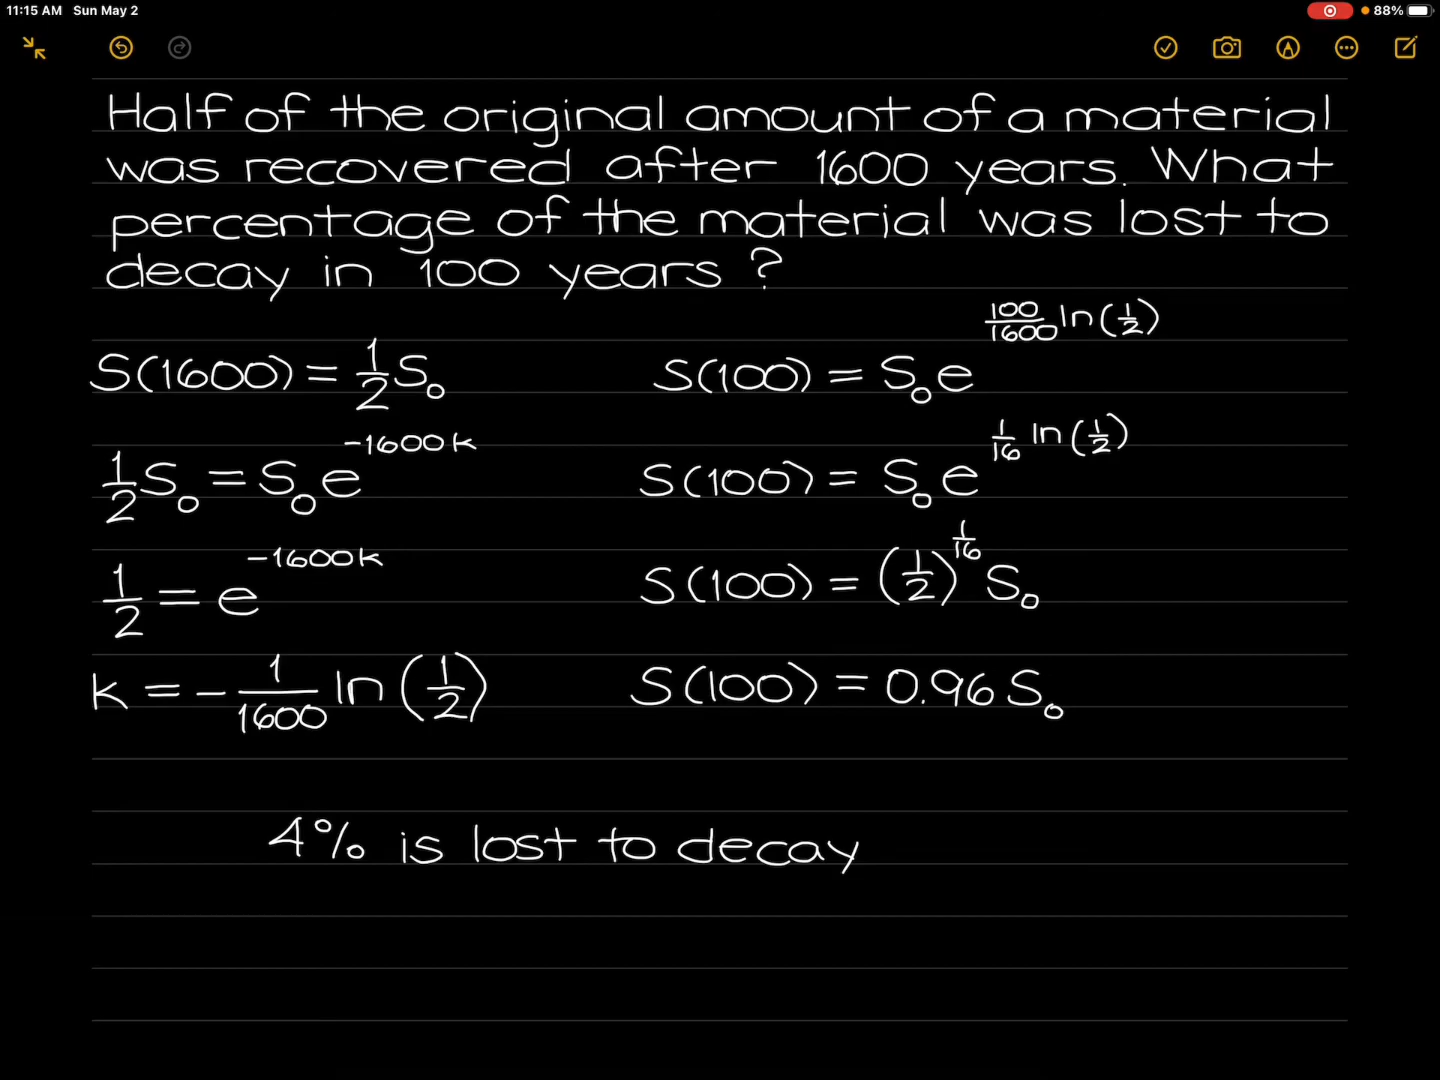 11:15 AM Sun May 2
88%
Half of the original amount of a material
was recovered after 1600 years. What
percentage of the material was lost to
decay in 100 years ?
S(1600) = 1/2 S₀
1/2 S₀ = S₀ e^(-1600k)
1/2 = e^(-1600k)
k = - 1/1600 ln(1/2)
S(100) = S₀ e^(100/1600 ln(1/2))
S(100) = S₀ e^(1/16 ln(1/2))
S(100) = (1/2)^(1/16) S₀
S(100) = 0.96 S₀
4% is lost to decay